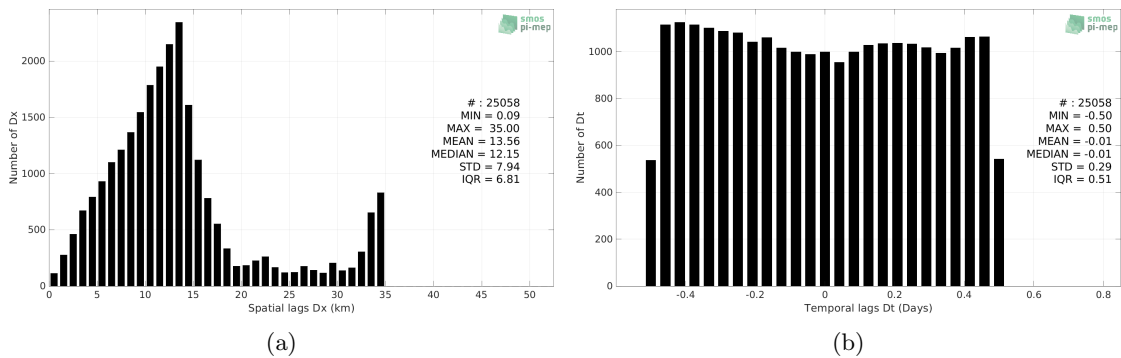 smos
pi-mep
2000
1500
1000
500
0
Number of Dx
# : 25058
MIN = 0.09
MAX = 35.00
MEAN = 13.56
MEDIAN = 12.15
STD = 7.94
IQR = 6.81
0 5 10 15 20 25 30 35 40 45 50
Spatial lags Dx (km)
(a)
smos
pi-mep
1000
800
600
400
200
0
Number of Dt
# : 25058
MIN = -0.50
MAX = 0.50
MEAN = -0.01
MEDIAN = -0.01
STD = 0.29
IQR = 0.51
-0.4 -0.2 0 0.2 0.4 0.6 0.8
Temporal lags Dt (Days)
(b)